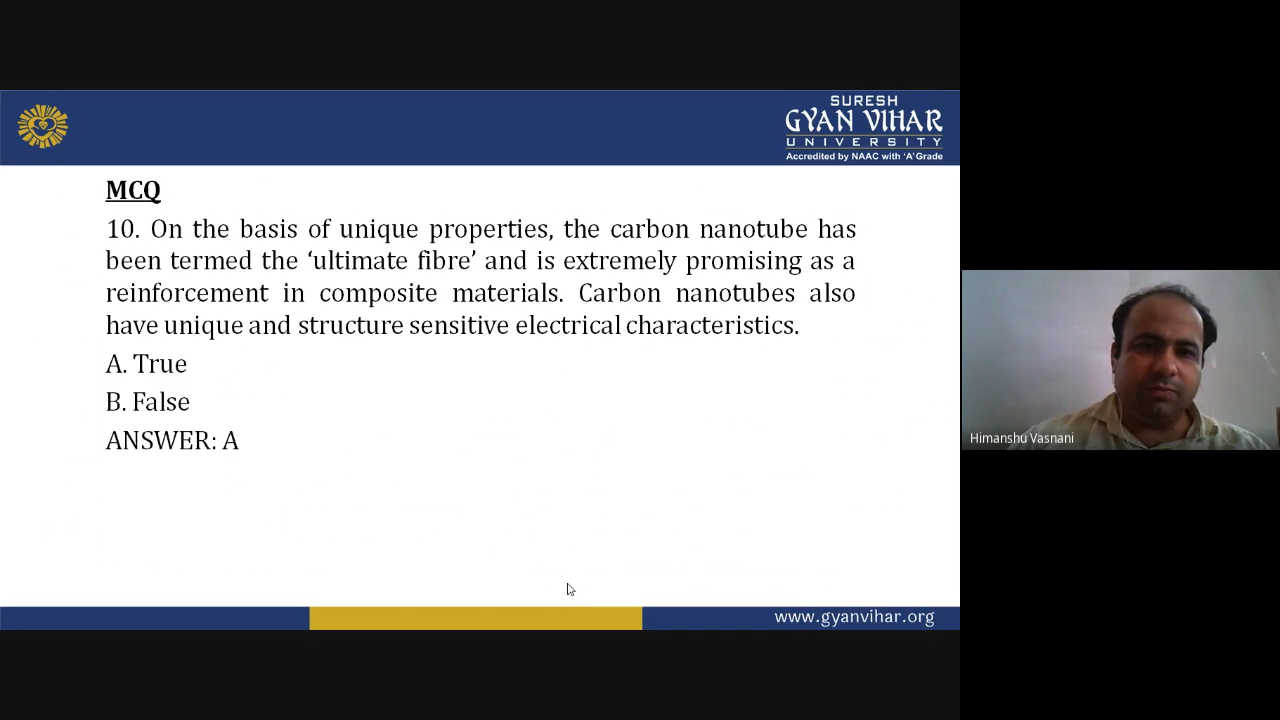 SURESH
GYAN VIHAR
UNIVERSITY
Accredited by NAAC with 'A' Grade
MCQ
10. On the basis of unique properties, the carbon nanotube has
been termed the ‘ultimate fibre’ and is extremely promising as a
reinforcement in composite materials. Carbon nanotubes also
have unique and structure sensitive electrical characteristics.
A. True
B. False
ANSWER: A
Himanshu Vasnani
www.gyanvihar.org